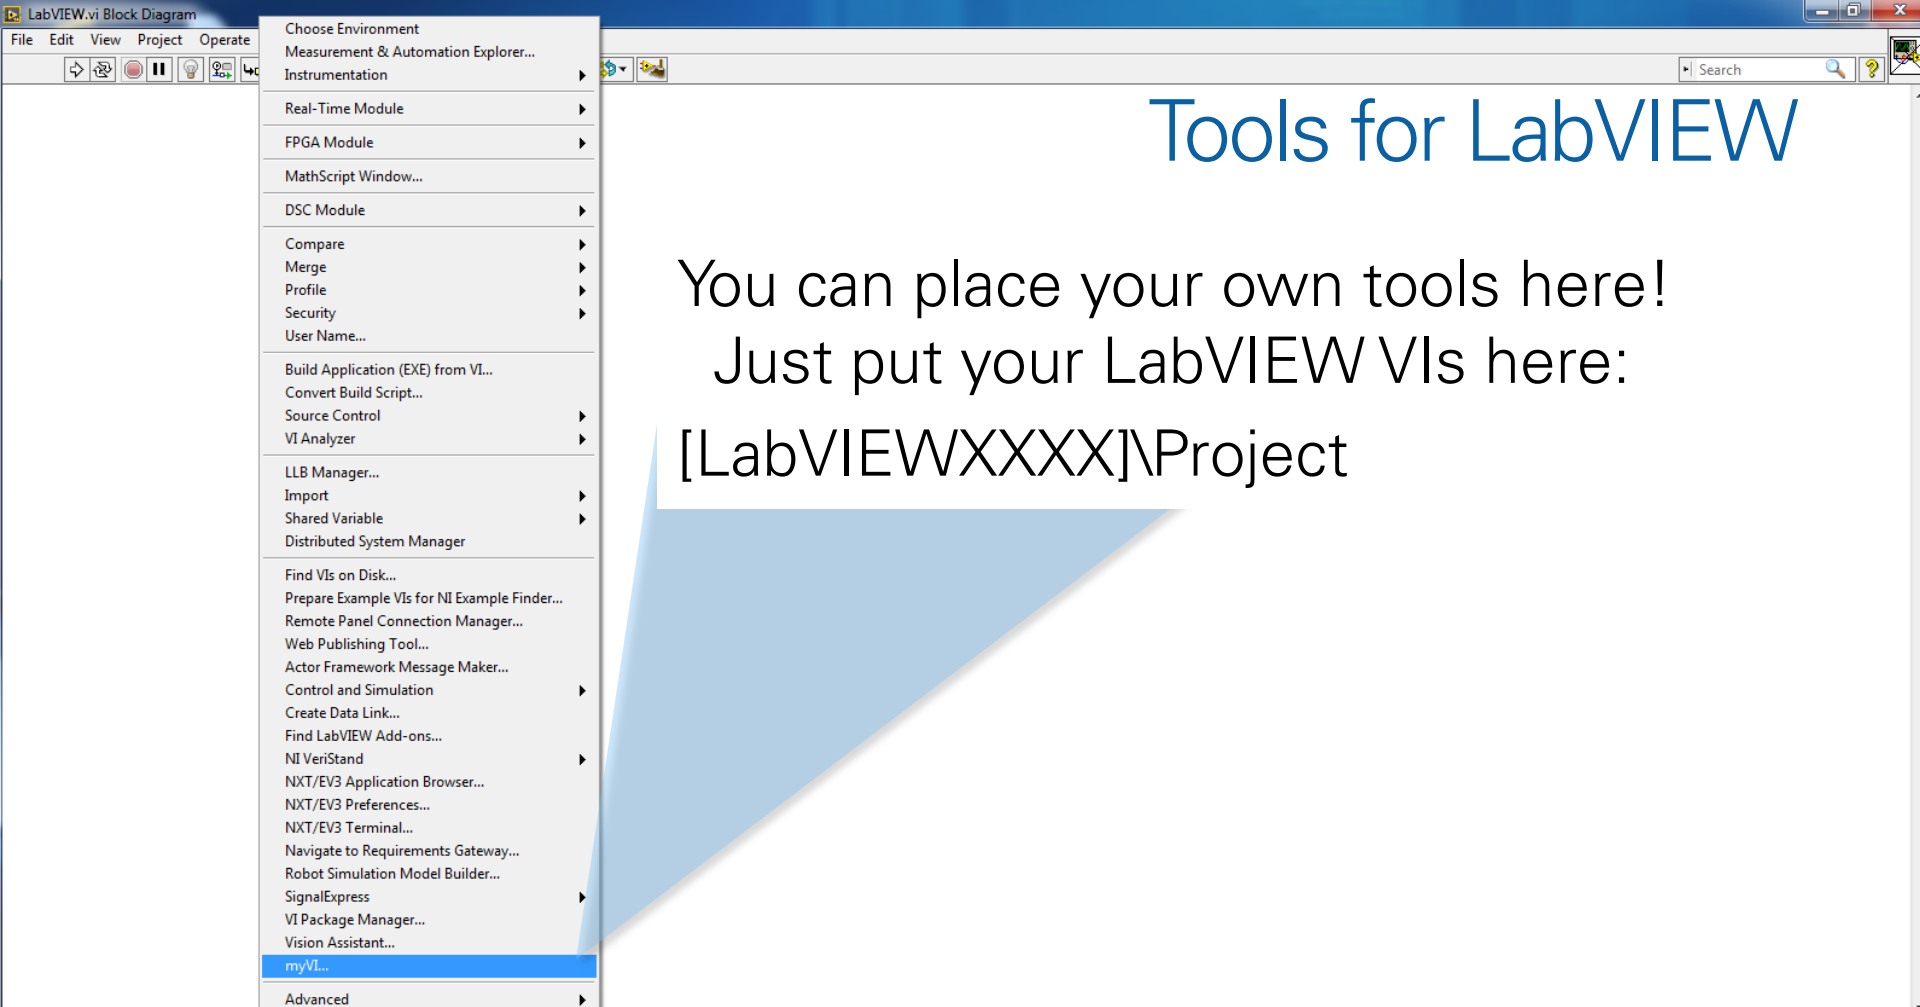 LabVIEW.vi Block Diagram
File Edit View Project Operate
Search
Choose Environment
Measurement & Automation Explorer...
Instrumentation
Real-Time Module
FPGA Module
MathScript Window...
DSC Module
Compare
Merge
Profile
Security
User Name...
Build Application (EXE) from VI...
Convert Build Script...
Source Control
VI Analyzer
LLB Manager...
Import
Shared Variable
Distributed System Manager
Find VIs on Disk...
Prepare Example VIs for NI Example Finder...
Remote Panel Connection Manager...
Web Publishing Tool...
Actor Framework Message Maker...
Control and Simulation
Create Data Link...
Find LabVIEW Add-ons...
NI VeriStand
NXT/EV3 Application Browser...
NXT/EV3 Preferences...
NXT/EV3 Terminal...
Navigate to Requirements Gateway...
Robot Simulation Model Builder...
SignalExpress
VI Package Manager...
Vision Assistant...
myVI...
Advanced
Tools for LabVIEW
You can place your own tools here!
Just put your LabVIEW VIs here:
[LabVIEWXXXX]\Project